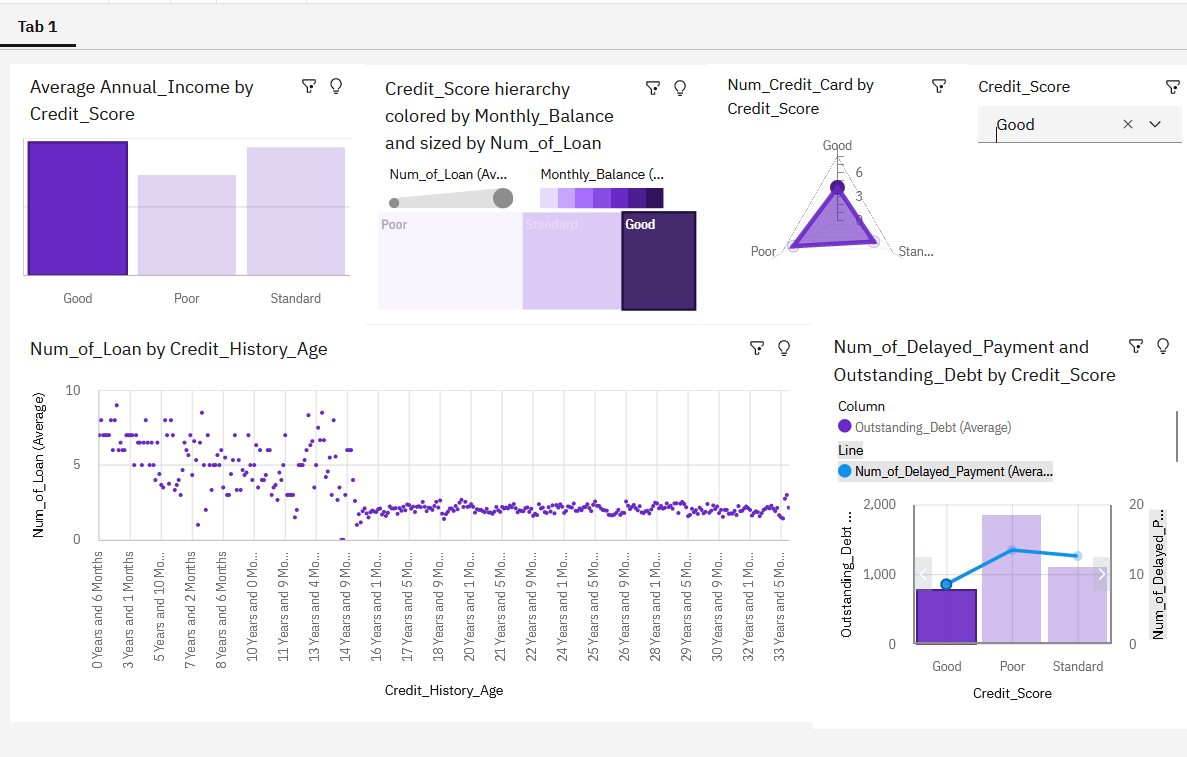 Tab 1
Average Annual_Income by
Credit_Score
Good
Poor
Standard
Credit_Score hierarchy
colored by Monthly_Balance
and sized by Num_of_Loan
Num_of_Loan (Av...
Monthly_Balance (...
Poor
Standard
Good
Num_Credit_Card by
Credit_Score
Good
6
3
0
Poor
Stan...
Credit_Score
Good
Num_of_Loan by Credit_History_Age
Num_of_Loan (Average)
10
5
0
0 Years and 6 Months
3 Years and 1 Months
5 Years and 10 Mo...
7 Years and 2 Months
8 Years and 6 Months
10 Years and 0 Mo...
11 Years and 4 Mo...
13 Years and 4 Mo...
14 Years and 9 Mo...
16 Years and 1 Mo...
17 Years and 5 Mo...
18 Years and 9 Mo...
20 Years and 1 Mo...
21 Years and 5 Mo...
22 Years and 9 Mo...
24 Years and 1 Mo...
25 Years and 5 Mo...
26 Years and 9 Mo...
28 Years and 1 Mo...
29 Years and 5 Mo...
30 Years and 9 Mo...
32 Years and 1 Mo...
33 Years and 5 Mo...
Credit_History_Age
Num_of_Delayed_Payment and
Outstanding_Debt by Credit_Score
Column
Outstanding_Debt (Average)
Line
Num_of_Delayed_Payment (Avera...
Outstanding_Debt ...
2,000
1,000
0
20
10
0
Num_of_Delayed_P...
Good
Poor
Standard
Credit_Score